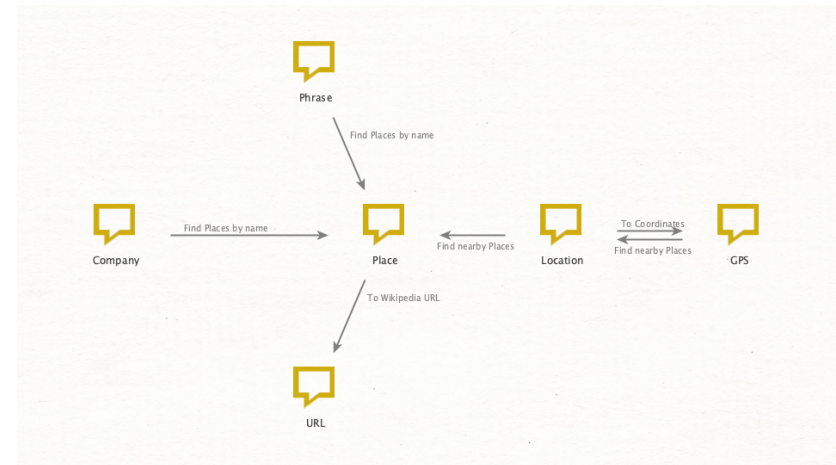 Phrase
Find Places by name
Find Places by name
Company
Place
Find nearby Places
Location
To Coordinates
Find nearby Places
GPS
To Wikipedia URL
URL